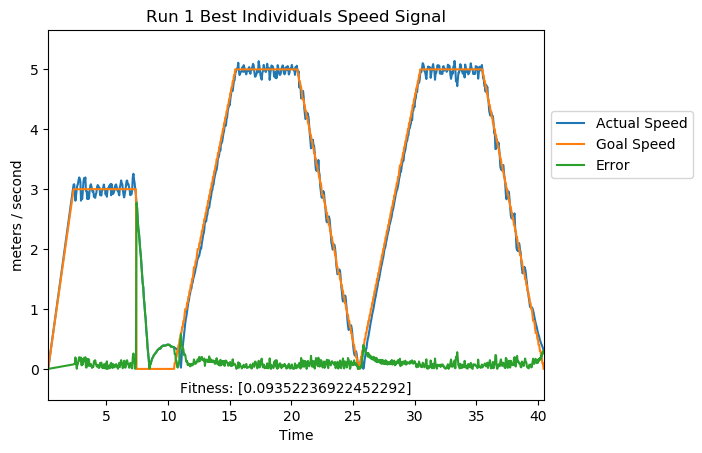 Run 1 Best Individuals Speed Signal
meters / second
5
4
3
2
1
0
Actual Speed
Goal Speed
Error
Fitness: [0.09352236922452292]
5
10
15
20
25
30
35
40
Time